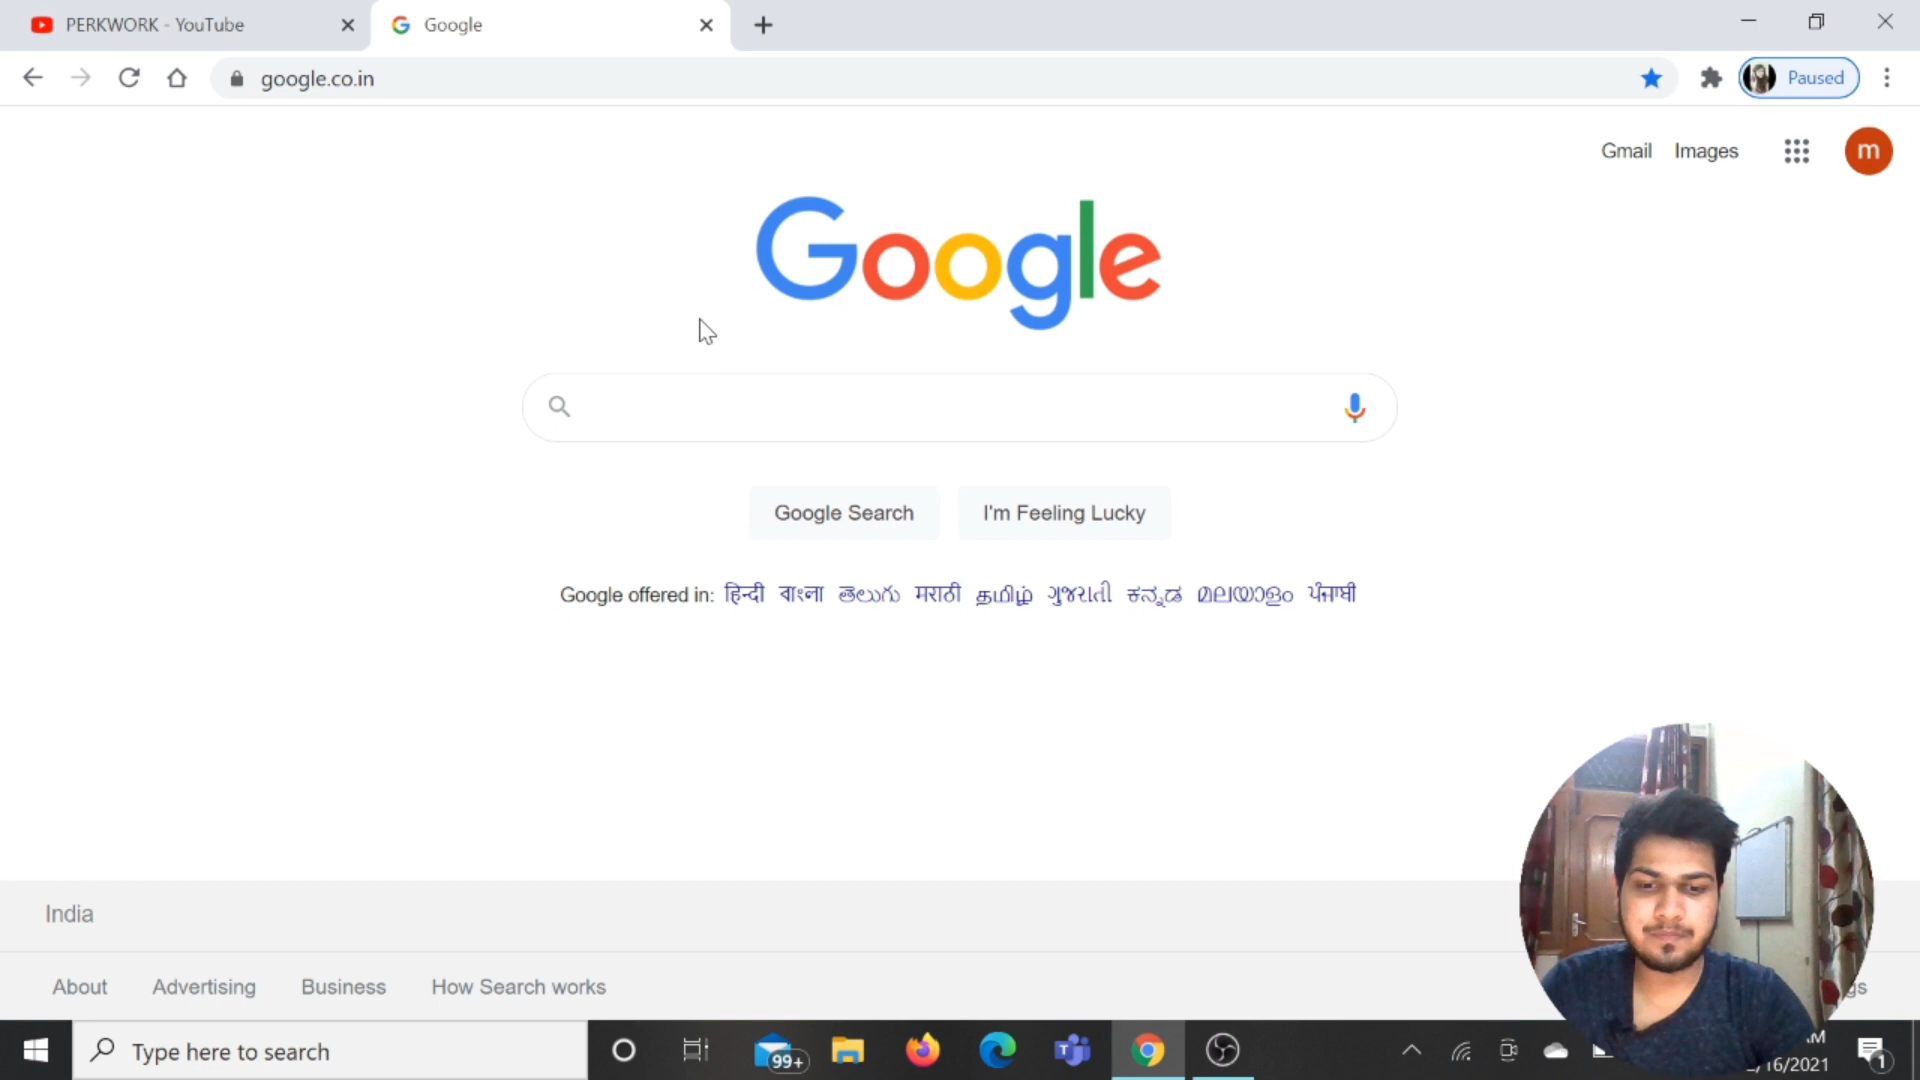 PERKWORK - YouTube
Google
google.co.in
Paused
Gmail Images
m
Google
Google Search I'm Feeling Lucky
Google offered in: हिन्दी বাংলা తెలుగు मराठी தமிழ் ગુજરાતી ಕನ್ನಡ മലയാളം ਪੰਜਾਬੀ
India
About Advertising Business How Search works
Type here to search
99+
1